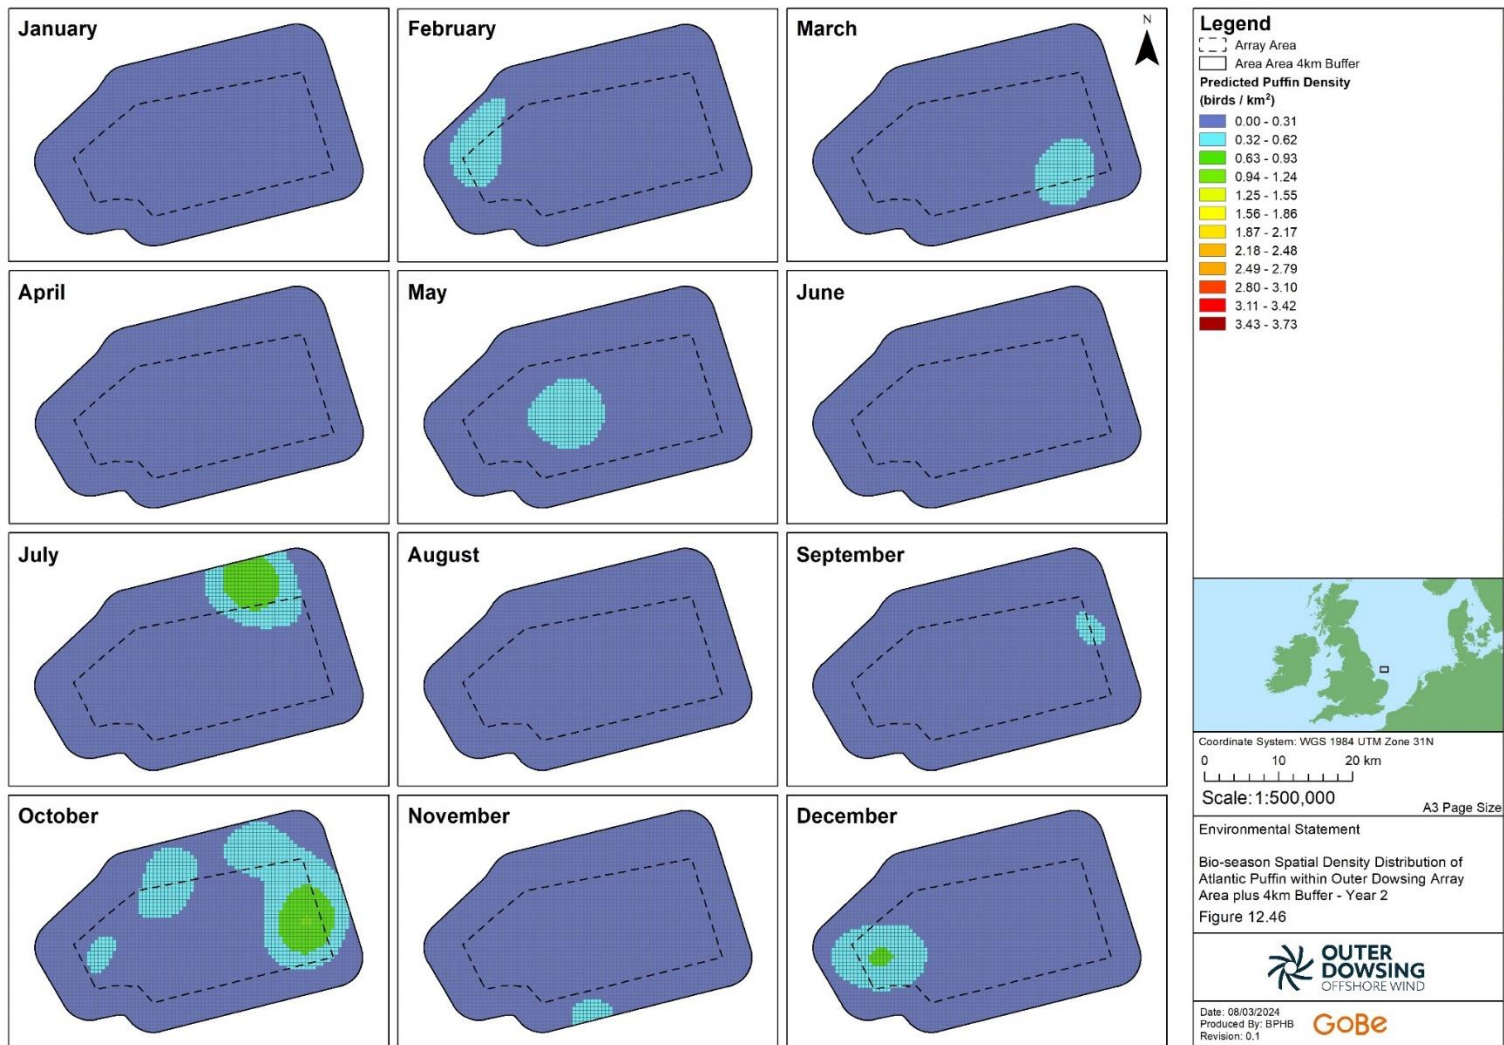 January
February
March
N
April
May
June
July
August
September
October
November
December
Legend
Array Area
Area Area 4km Buffer
Predicted Puffin Density
(birds / km²)
0.00 - 0.31
0.32 - 0.62
0.63 - 0.93
0.94 - 1.24
1.25 - 1.55
1.56 - 1.86
1.87 - 2.17
2.18 - 2.48
2.49 - 2.79
2.80 - 3.10
3.11 - 3.42
3.43 - 3.73
Coordinate System: WGS 1984 UTM Zone 31N
0 10 20 km
Scale: 1:500,000
A3 Page Size
Environmental Statement
Bio-season Spatial Density Distribution of
Atlantic Puffin within Outer Dowsing Array
Area plus 4km Buffer - Year 2
Figure 12.46
OUTER
DOWSING
OFFSHORE WIND
Date: 08/03/2024
Produced By: BPHB
Revision: 0.1
GoBe